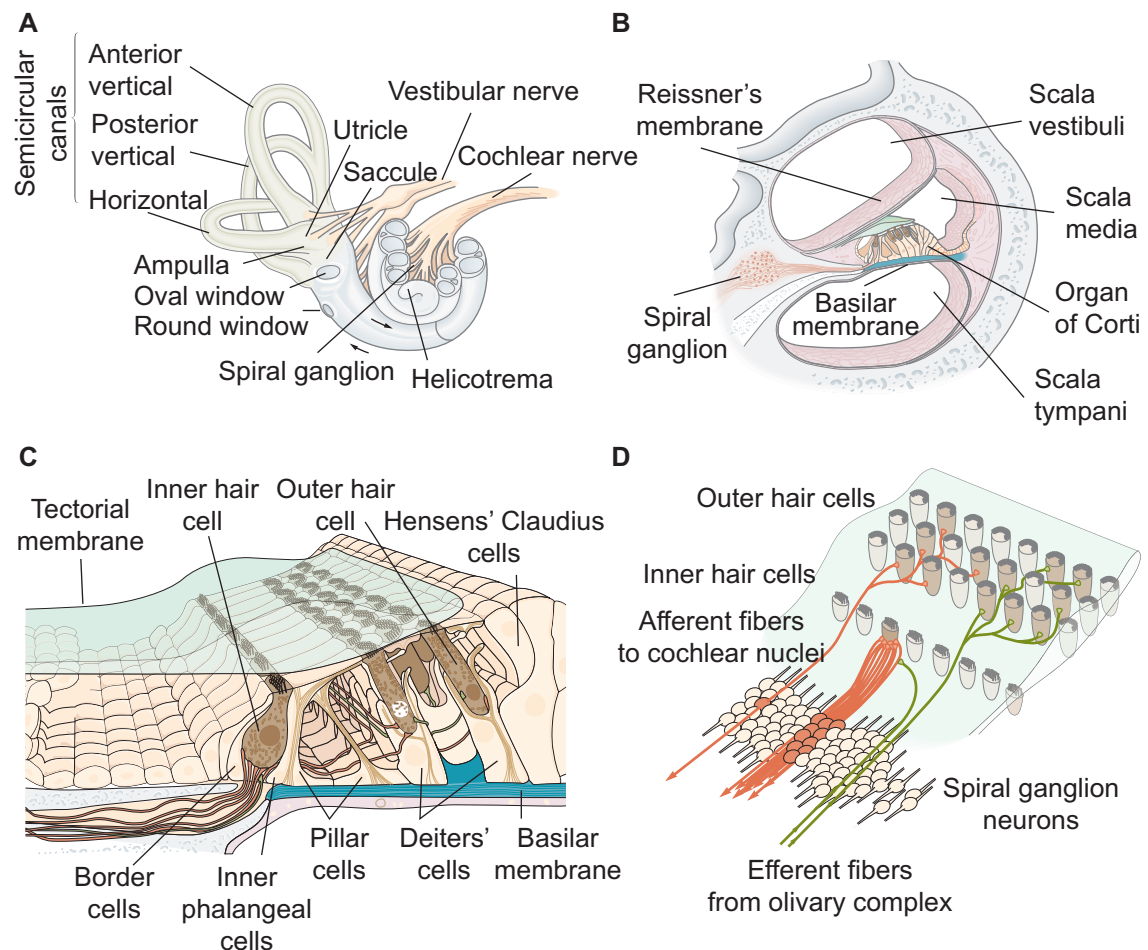 A
Semicircular
canals
Anterior
vertical
Posterior
vertical
Horizontal
Vestibular nerve
Utricle
Cochlear nerve
Saccule
Ampulla
Oval window
Round window
Spiral ganglion
Helicotrema
B
Reissner's
membrane
Scala
vestibuli
Scala
media
Spiral
ganglion
Basilar
membrane
Organ
of Corti
Scala
tympani
C
Tectorial
membrane
Inner hair
cell
Outer hair
cell
Hensens' Claudius
cells
Border
cells
Inner
phalangeal
cells
Pillar
cells
Deiters'
cells
Basilar
membrane
D
Outer hair cells
Inner hair cells
Afferent fibers
to cochlear nuclei
Spiral ganglion
neurons
Efferent fibers
from olivary complex